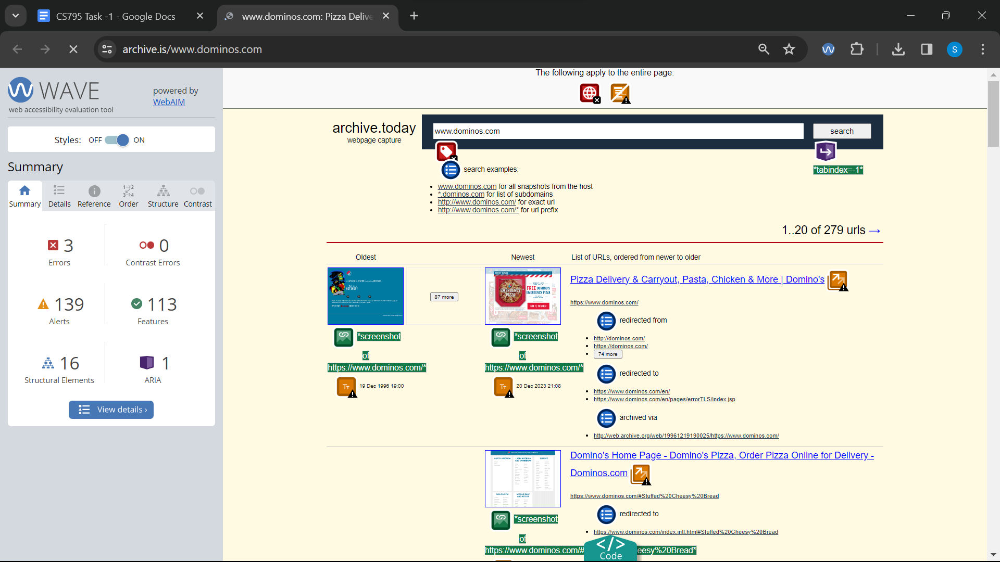 CS795 Task -1 - Google Docs
www.dominos.com: Pizza Delive
archive.is/www.dominos.com
S
WAVE
web accessibility evaluation tool
powered by
WebAIM
Styles: OFF ON
Summary
Summary Details Reference Order Structure Contrast
3
Errors
0
Contrast Errors
139
Alerts
113
Features
16
Structural Elements
1
ARIA
View details ›
The following apply to the entire page:
archive.today
webpage capture
www.dominos.com
search
*tabindex=-1*
search examples:
www.dominos.com for all snapshots from the host
*.dominos.com for list of subdomains
http://www.dominos.com/ for exact url
http://www.dominos.com/* for url prefix
1..20 of 279 urls →
Oldest Newest List of URLs, ordered from newer to older
87 more
EMERGENCY PIZZA
FREE DOMINO'S EMERGENCY PIZZA
GOT IT, THANKS!
*screenshot
of
https://www.dominos.com/*
19 Dec 1996 19:00
*screenshot
of
https://www.dominos.com/*
20 Dec 2023 21:08
Pizza Delivery & Carryout, Pasta, Chicken & More | Domino's
https://www.dominos.com/
redirected from
http://dominos.com/
https://dominos.com/
74 more
redirected to
https://www.dominos.com/en/
https://www.dominos.com/en/pages/errorTLS/index.jsp
archived via
http://web.archive.org/web/19961219190025/https://www.dominos.com/
Domino's Home Page - Domino's Pizza, Order Pizza Online for Delivery -
Dominos.com
https://www.dominos.com/#Stuffed%20Cheesy%20Bread
redirected to
https://www.dominos.com/index.intl.html#Stuffed%20Cheesy%20Bread
*screenshot
of
https://www.dominos.com/# eesy%20Bread*
</> Code